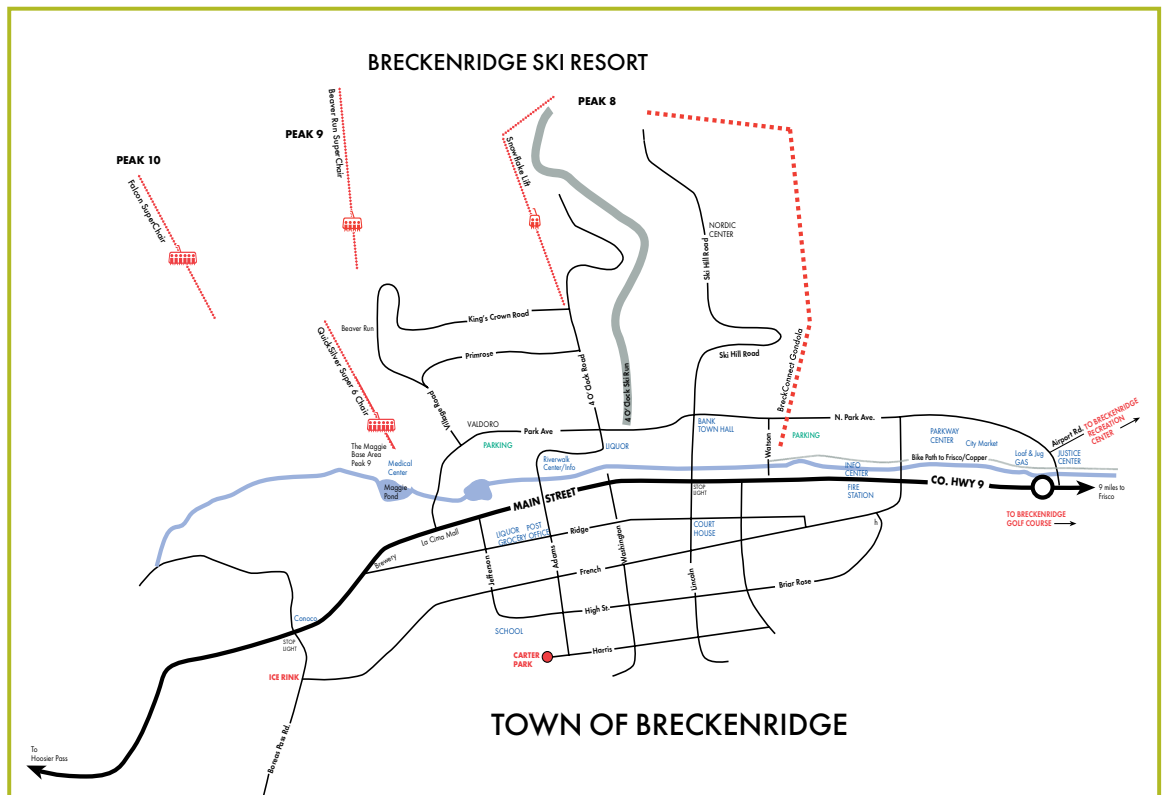 BRECKENRIDGE SKI RESORT
PEAK 8
PEAK 9
PEAK 10
Beaver Run SuperChair
Falcon SuperChair
Snowflake Lift
QuickSilver Super 6 Chair
NORDIC
CENTER
Ski Hill Road
Beaver Run
King's Crown Road
Primrose
4 O'Clock Road
4 O'Clock Ski Run
Ski Hill Road
BreckConnect Gondola
Village Road
VALDORO
Park Ave
N. Park Ave.
PARKING
LIQUOR
BANK
TOWN HALL
Watson
PARKING
PARKWAY
CENTER
City Market
Airport Rd.
TO BRECKENRIDGE
RECREATION
CENTER
The Maggie
Base Area
Peak 9
Medical
Center
Maggie
Pond
Riverwalk
Center/Info
INFO
CENTER
Bike Path to Frisco/Copper
Loaf & Jug
GAS
JUSTICE
CENTER
MAIN STREET
STOP
LIGHT
FIRE
STATION
CO. HWY 9
9 miles to
Frisco
TO BRECKENRIDGE
GOLF COURSE
La Cima Mall
LIQUOR POST
GROCERY OFFICE
Ridge
Washington
COURT
HOUSE
h
Brewery
Jefferson
Adams
French
Lincoln
Briar Rose
High St.
Conoco
STOP
LIGHT
SCHOOL
Harris
CARTER
PARK
ICE RINK
Boreas Pass Rd.
To
Hoosier Pass
TOWN OF BRECKENRIDGE